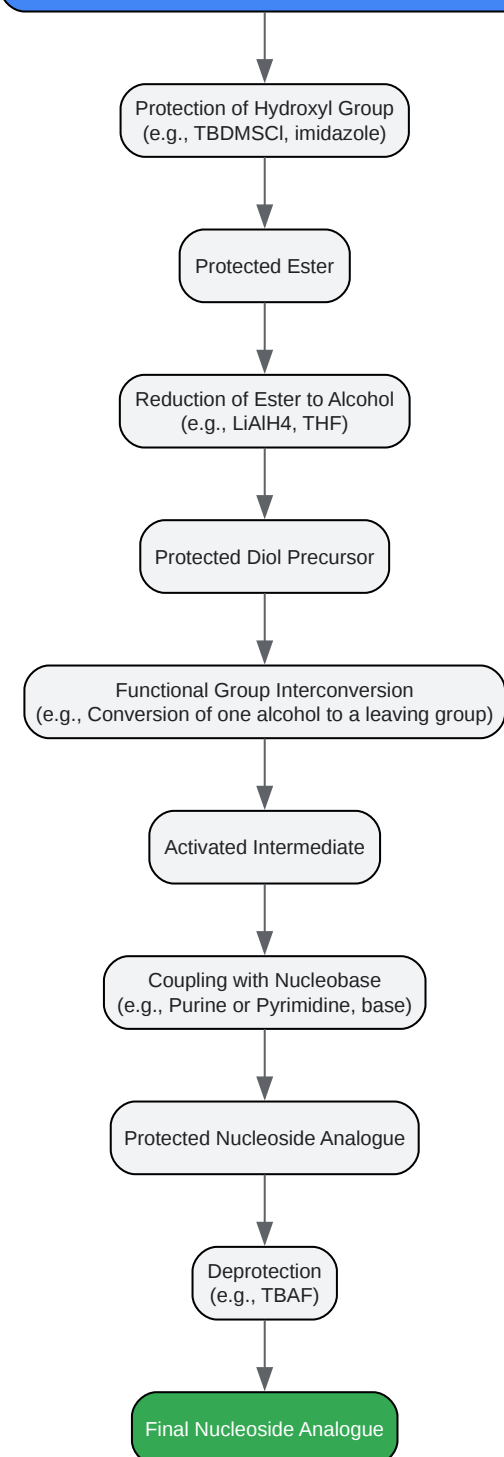 Protection of Hydroxyl Group
(e.g., TBDMSCl, imidazole)
Protected Ester
Reduction of Ester to Alcohol
(e.g., LiAlH4, THF)
Protected Diol Precursor
Functional Group Interconversion
(e.g., Conversion of one alcohol to a leaving group)
Activated Intermediate
Coupling with Nucleobase
(e.g., Purine or Pyrimidine, base)
Protected Nucleoside Analogue
Deprotection
(e.g., TBAF)
Final Nucleoside Analogue